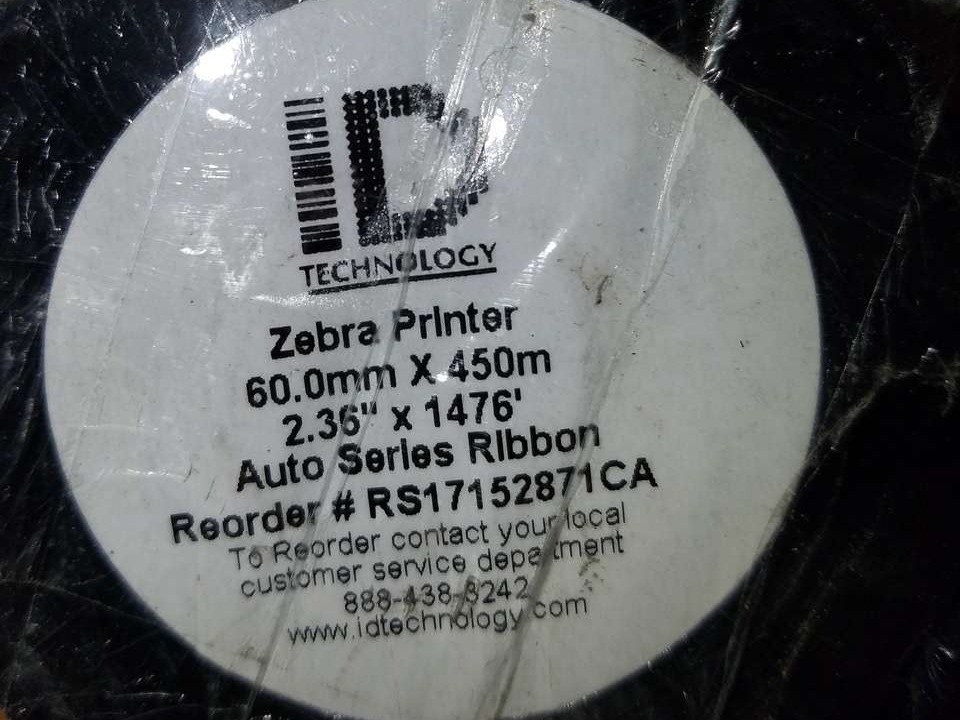 ID
TECHNOLOGY
Zebra Printer
60.0mm X 450m
2.36" x 1476'
Auto Series Ribbon
Reorder # RS17152871CA
To Reorder contact your local
customer service department
888-438-3242
www.idtechnology.com